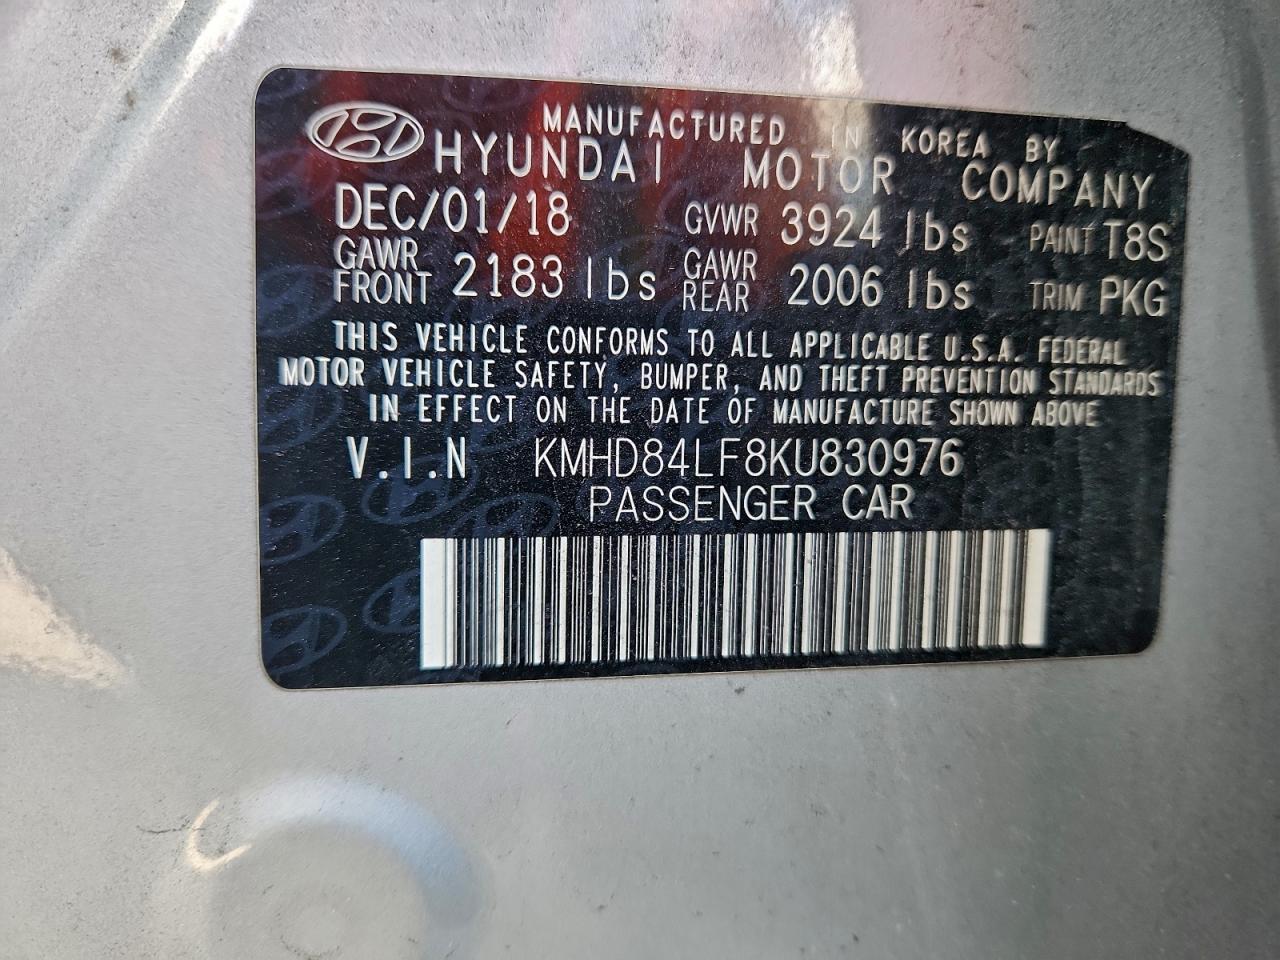 MANUFACTURED IN KOREA BY
HYUNDAI MOTOR COMPANY
DEC/01/18 GVWR 3924 lbs PAINT T8S
GAWR FRONT 2183 lbs GAWR REAR 2006 lbs TRIM PKG
THIS VEHICLE CONFORMS TO ALL APPLICABLE U.S.A. FEDERAL
MOTOR VEHICLE SAFETY, BUMPER, AND THEFT PREVENTION STANDARDS
IN EFFECT ON THE DATE OF MANUFACTURE SHOWN ABOVE
V.I.N KMHD84LF8KU830976
PASSENGER CAR